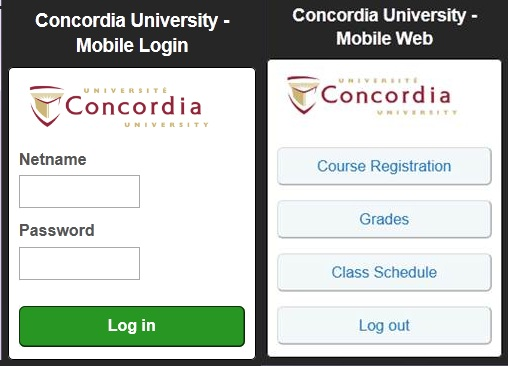 Concordia University -
Mobile Login
UNIVERSITÉ
Concordia
UNIVERSITY
Netname
Password
Log in
Concordia University -
Mobile Web
UNIVERSITÉ
Concordia
UNIVERSITY
Course Registration
Grades
Class Schedule
Log out